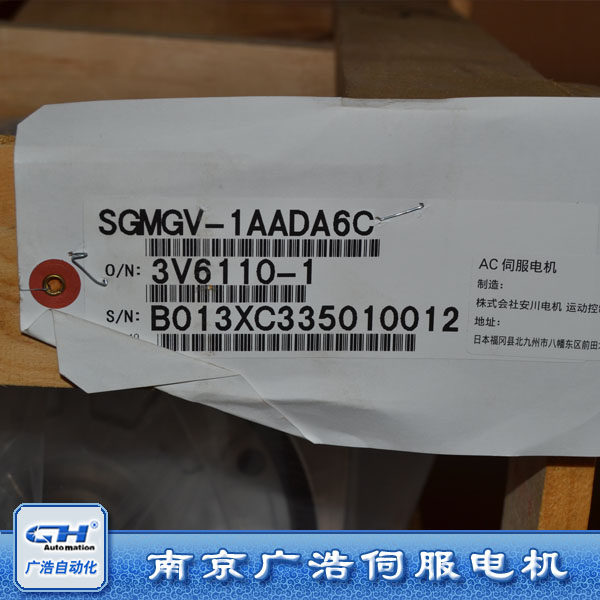 SGMGV-1AADA6C
O/N: 3V6110-1
S/N: B013XC335010012
AC 伺服电机
制造:
株式会社安川电机 运动控
地址:
日本福冈县北九州市八幡东区前田
GH®
Automation
广浩自动化
南京广浩伺服电机